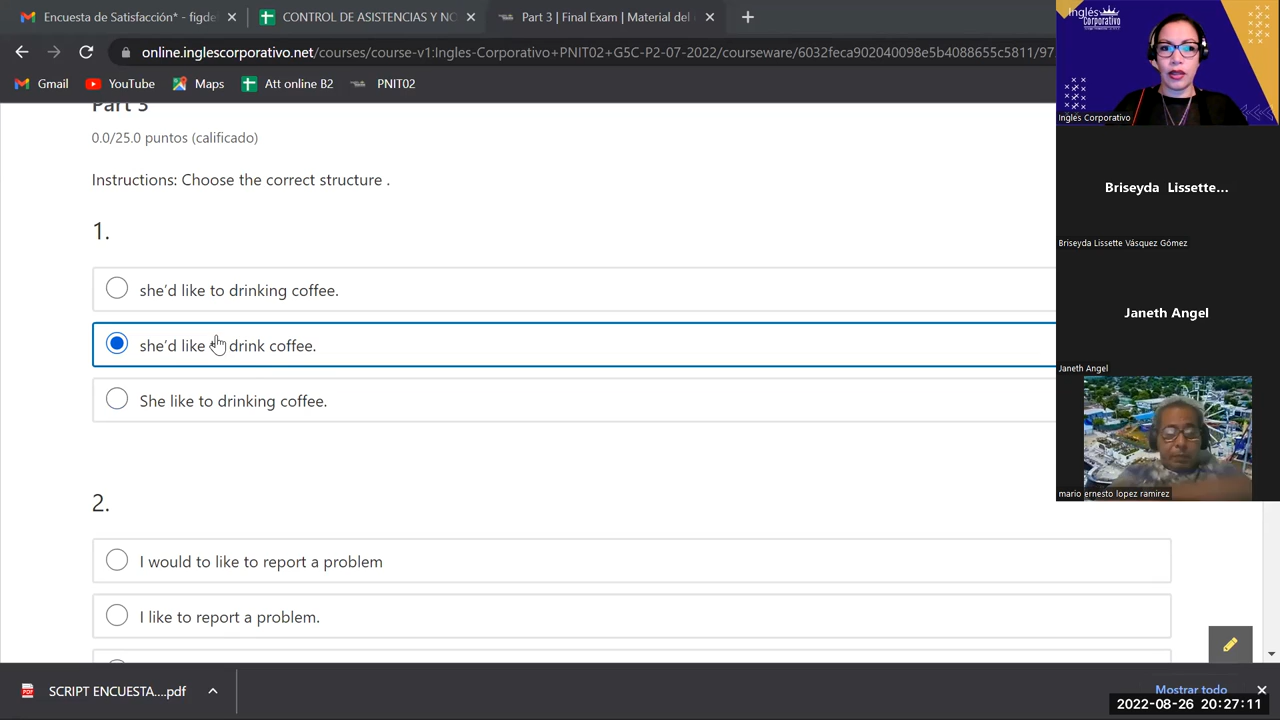 Encuesta de Satisfacción* - figde
CONTROL DE ASISTENCIAS Y NO
Part 3 | Final Exam | Material del
online.inglescorporativo.net/courses/course-v1:Ingles
PNIT02+G5C-P2-07-2022/courseware/6032feca902040098e5b4088655c5811/97
Gmail
YouTube
Maps
Att online B2
PNIT02
Part 3
0.0/25.0 puntos (calificado)
Instructions: Choose the correct structure .
1.
she'd like to drinking coffee.
she'd like drink coffee.
She like to drinking coffee.
2.
I would to like to report a problem
I like to report a problem.
SCRIPT ENCUESTA....pdf
Mostrar todo
2022-08-26 20:27:11
Inglés
Corporativo
Inglés Corporativo
Briseyda Lissette...
Briseyda Lissette Vásquez Gómez
Janeth Angel
Janeth Angel
mario ernesto lopez ramirez